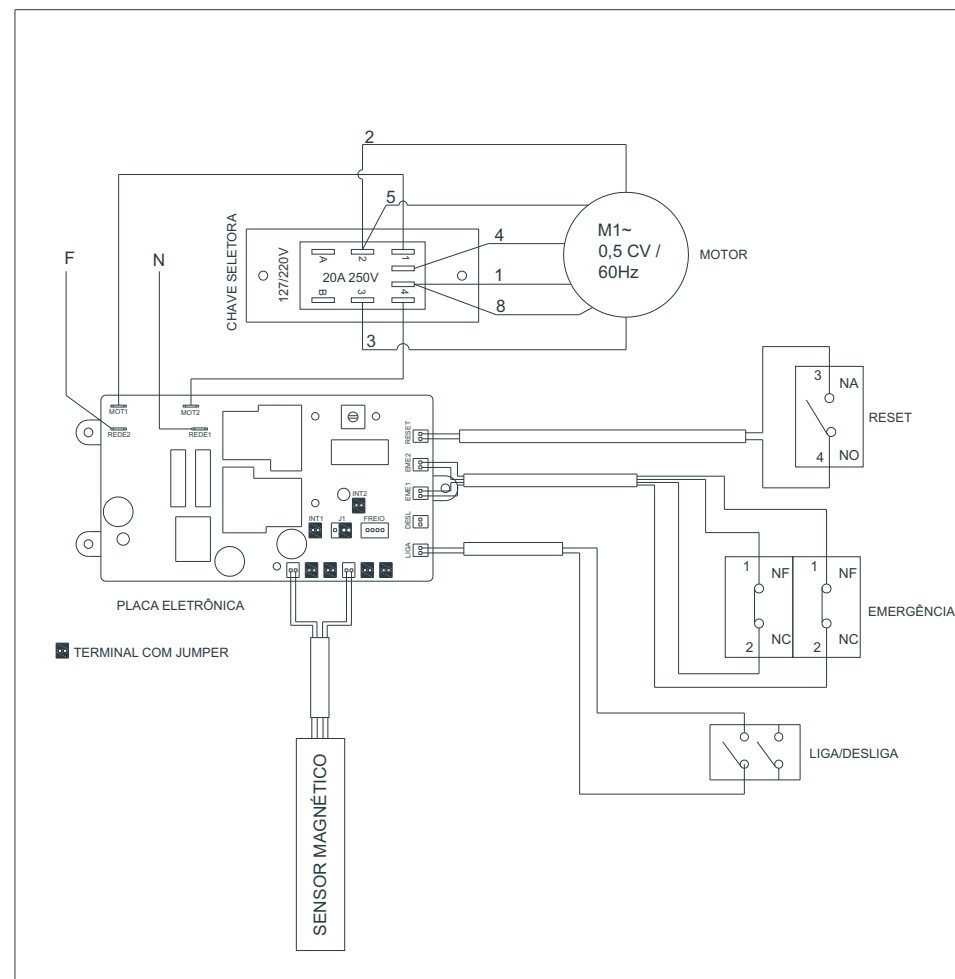 2
5
4
1
8
3
F
N
CHAVE SELETORA
127/220V
A
2
1
20A 250V
B
3
4
M1~
0,5 CV /
60Hz
MOTOR
MOT1
MOT2
REDE2
REDE1
RESET
EME2
EME1
DESL
LIGA
INT2
INT1
J1
FREIO
PLACA ELETRÔNICA
TERMINAL COM JUMPER
SENSOR MAGNÉTICO
3
NA
4
NO
RESET
1
NF
1
NF
2
NC
2
NC
EMERGÊNCIA
LIGA/DESLIGA